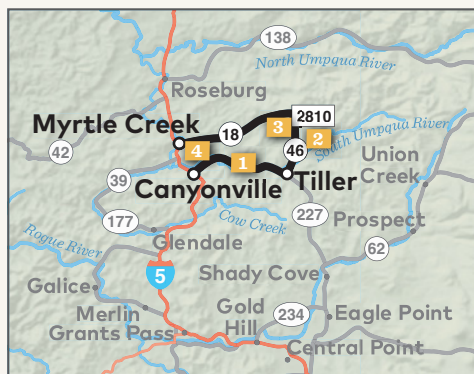 138
North Umpqua River
Roseburg
2810
Myrtle Creek
18
3
2
South Umpqua River
42
4
1
46
Union
Creek
39
Canyonville
Tiller
177
Cow Creek
227
Prospect
Rogue River
Glendale
62
5
Shady Cove
Galice
Merlin
Gold
Hill
234
Eagle Point
Grants Pass
Central Point